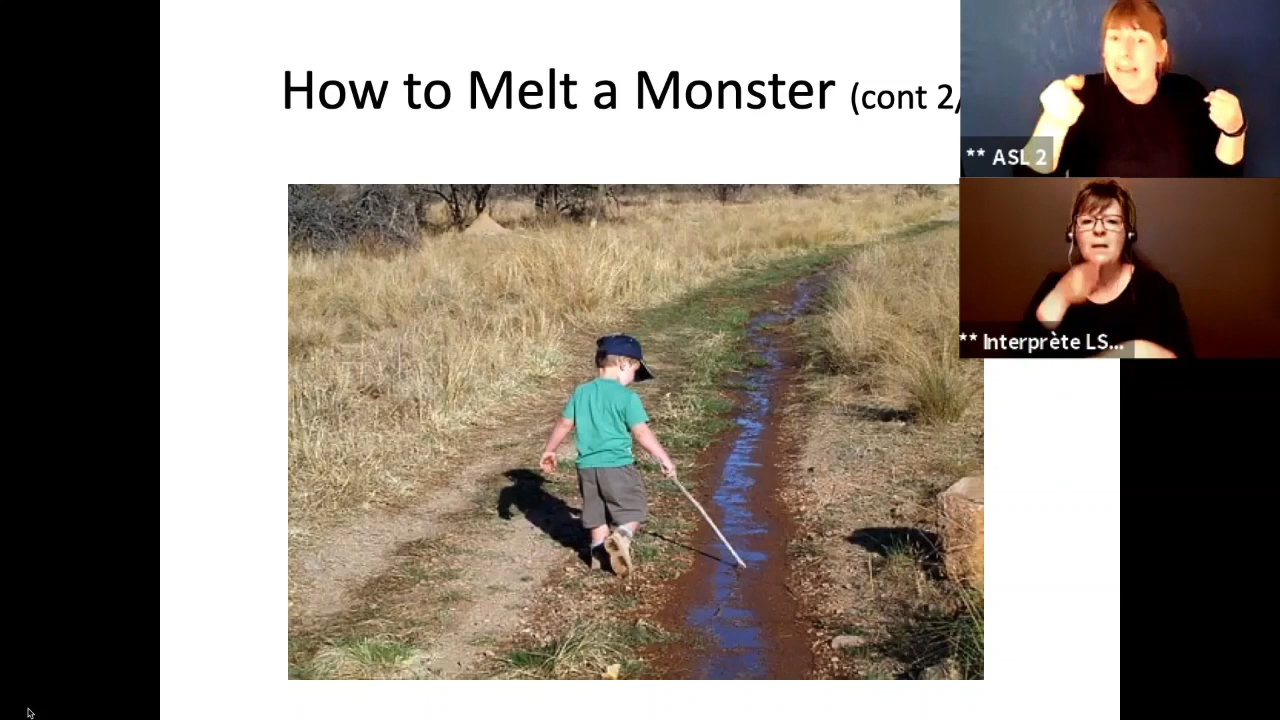 How to Melt a Monster (cont 2/
** ASL 2
** Interprète LS...